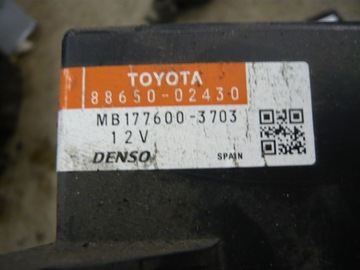 TOYOTA
88650-02430
MB177600-3703
12V
DENSO
SPAIN